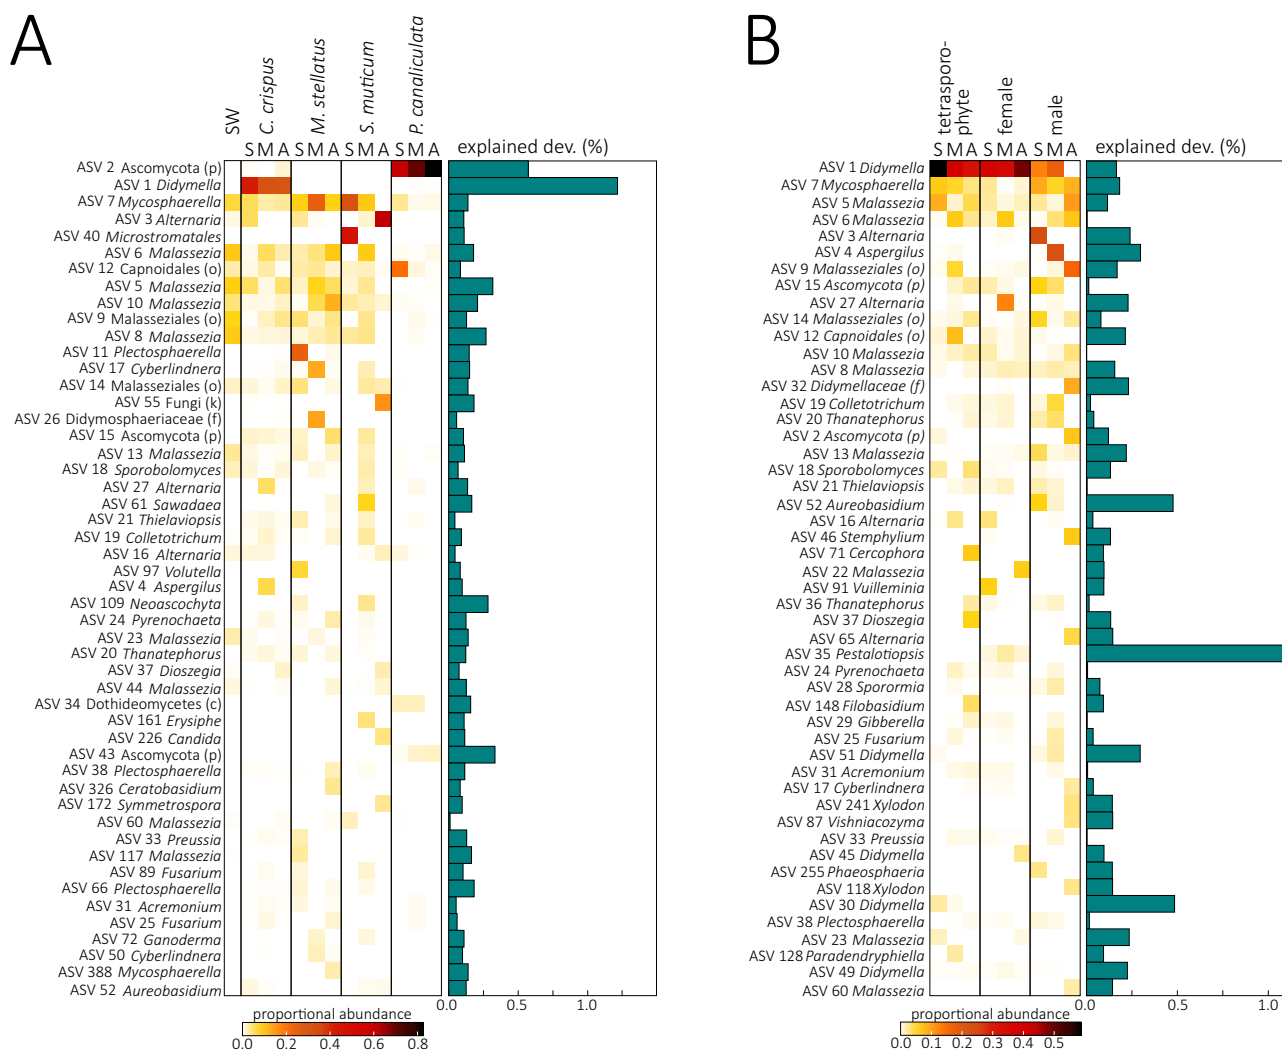 A
SW
C. crispus
M. stellatus
S. muticum
P. canaliculata
S M A S M A S M A S M A
explained dev. (%)
ASV 2 Ascomycota (p)
ASV 1 Didymella
ASV 7 Mycosphaerella
ASV 3 Alternaria
ASV 40 Microstromatales
ASV 6 Malassezia
ASV 12 Capnoidales (o)
ASV 5 Malassezia
ASV 10 Malassezia
ASV 9 Malasseziales (o)
ASV 8 Malassezia
ASV 11 Plectosphaerella
ASV 17 Cyberlindnera
ASV 14 Malasseziales (o)
ASV 55 Fungi (k)
ASV 26 Didymosphaeriaceae (f)
ASV 15 Ascomycota (p)
ASV 13 Malassezia
ASV 18 Sporobolomyces
ASV 27 Alternaria
ASV 61 Sawadaea
ASV 21 Thielaviopsis
ASV 19 Colletotrichum
ASV 16 Alternaria
ASV 97 Volutella
ASV 4 Aspergilus
ASV 109 Neoascochyta
ASV 24 Pyrenochaeta
ASV 23 Malassezia
ASV 20 Thanatephorus
ASV 37 Dioszegia
ASV 44 Malassezia
ASV 34 Dothideomycetes (c)
ASV 161 Erysiphe
ASV 226 Candida
ASV 43 Ascomycota (p)
ASV 38 Plectosphaerella
ASV 326 Ceratobasidium
ASV 172 Symmetrospora
ASV 60 Malassezia
ASV 33 Preussia
ASV 117 Malassezia
ASV 89 Fusarium
ASV 66 Plectosphaerella
ASV 31 Acremonium
ASV 25 Fusarium
ASV 72 Ganoderma
ASV 50 Cyberlindnera
ASV 388 Mycosphaerella
ASV 52 Aureobasidium
0.0 0.5 1.0
proportional abundance
0.0 0.2 0.4 0.6 0.8
B
tetrasporo-
phyte
female
male
S M A S M A S M A
explained dev. (%)
ASV 1 Didymella
ASV 7 Mycosphaerella
ASV 5 Malassezia
ASV 6 Malassezia
ASV 3 Alternaria
ASV 4 Aspergilus
ASV 9 Malasseziales (o)
ASV 15 Ascomycota (p)
ASV 27 Alternaria
ASV 14 Malasseziales (o)
ASV 12 Capnoidales (o)
ASV 10 Malassezia
ASV 8 Malassezia
ASV 32 Didymellaceae (f)
ASV 19 Colletotrichum
ASV 20 Thanatephorus
ASV 2 Ascomycota (p)
ASV 13 Malassezia
ASV 18 Sporobolomyces
ASV 21 Thielaviopsis
ASV 52 Aureobasidium
ASV 16 Alternaria
ASV 46 Stemphylium
ASV 71 Cercophora
ASV 22 Malassezia
ASV 91 Vuilleminia
ASV 36 Thanatephorus
ASV 37 Dioszegia
ASV 65 Alternaria
ASV 35 Pestalotiopsis
ASV 24 Pyrenochaeta
ASV 28 Sporormia
ASV 148 Filobasidium
ASV 29 Gibberella
ASV 25 Fusarium
ASV 51 Didymella
ASV 31 Acremonium
ASV 17 Cyberlinnera
ASV 241 Xylodon
ASV 87 Vishniacozyma
ASV 33 Preussia
ASV 45 Didymella
ASV 255 Phaeosphaeria
ASV 118 Xylodon
ASV 30 Didymella
ASV 38 Plectosphaerella
ASV 23 Malassezia
ASV 128 Paradendryphiella
ASV 49 Didymella
ASV 60 Malassezia
0.0 0.5 1.0
proportional abundance
0.0 0.1 0.2 0.3 0.4 0.5